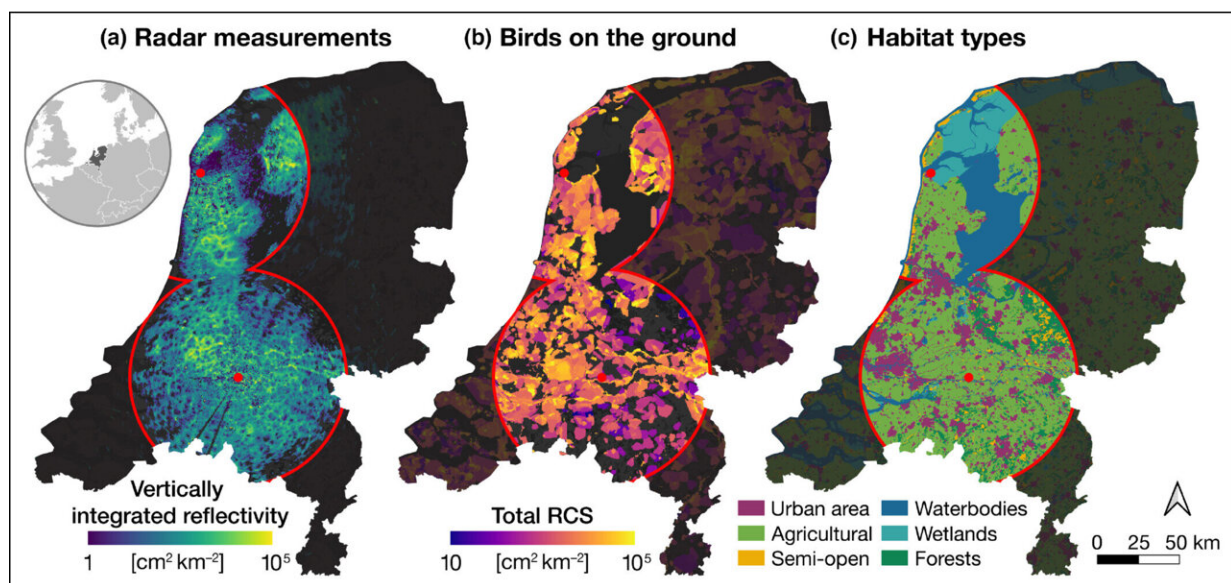 (a) Radar measurements
(b) Birds on the ground
(c) Habitat types
Vertically
integrated reflectivity
1 [cm² km⁻²] 10⁵
Total RCS
10 [cm² km⁻²] 10⁵
Urban area
Agricultural
Semi-open
Waterbodies
Wetlands
Forests
0 25 50 km